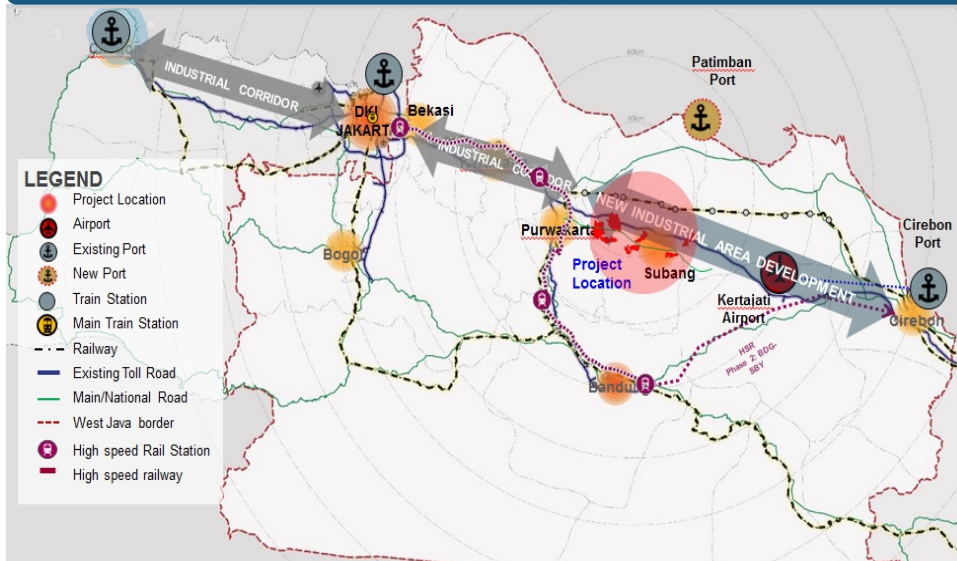 INDUSTRIAL CORRIDOR
DKI
JAKARTA
Bekasi
INDUSTRIAL CORRIDOR
Patimban
Port
LEGEND
Project Location
Airport
Existing Port
New Port
Train Station
Main Train Station
Railway
Existing Toll Road
Main/National Road
West Java border
High speed Rail Station
High speed railway
Bogor
Purwakarta
Project
Location
NEW INDUSTRIAL AREA DEVELOPMENT
Subang
Kertajati
Airport
Cirebon
Port
Cirebon
HSR
Phase 2: BDG-
SBY